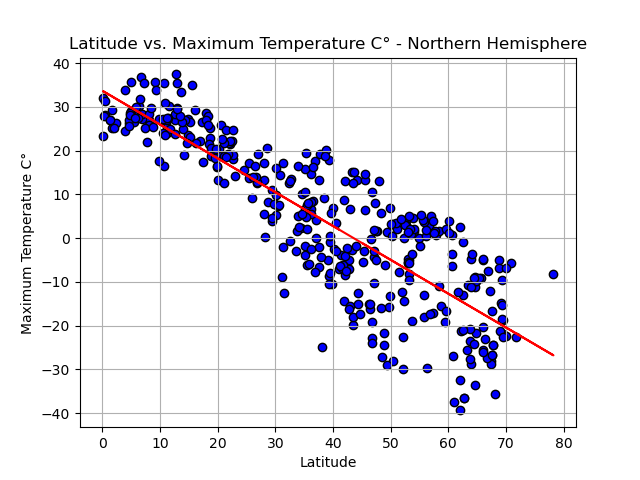 Latitude vs. Maximum Temperature C° - Northern Hemisphere
40
30
20
10
0
−10
−20
−30
−40
Maximum Temperature C°
0 10 20 30 40 50 60 70 80
Latitude